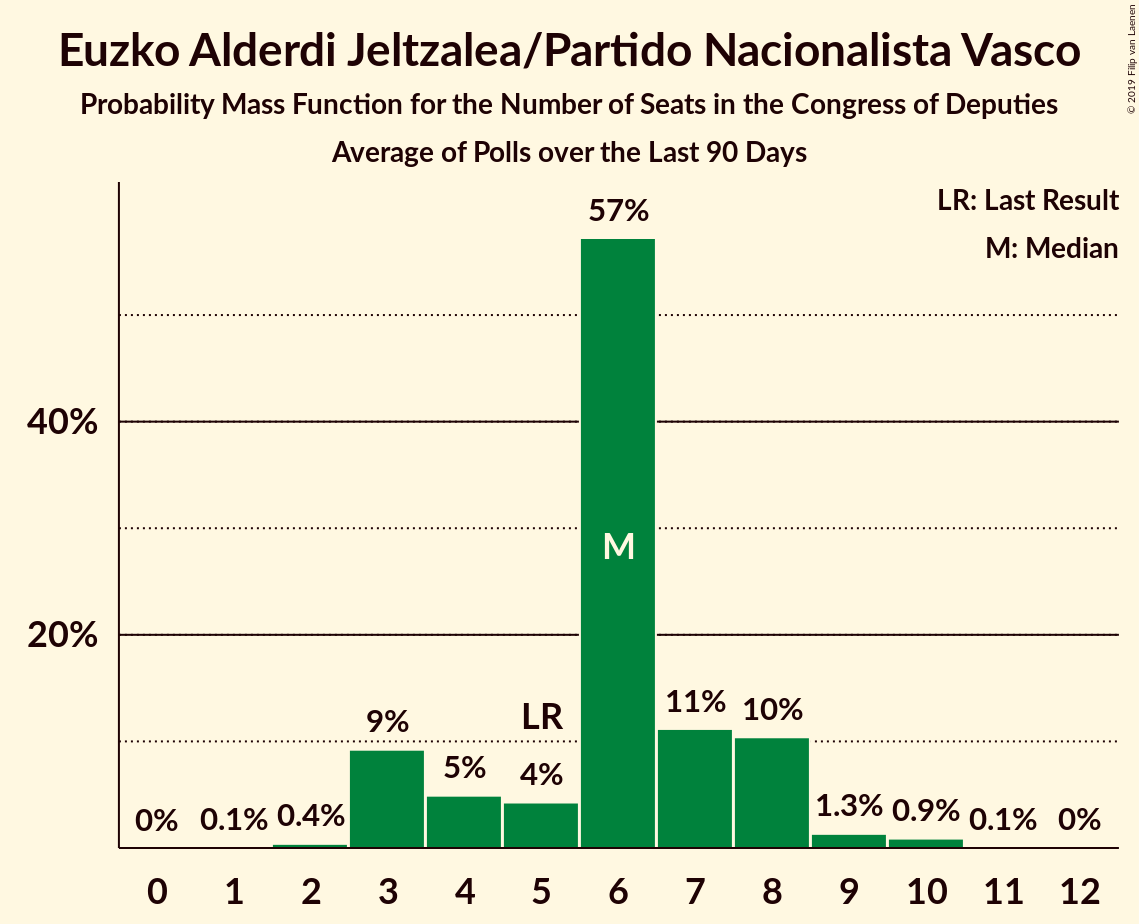 Euzko Alderdi Jeltzalea/Partido Nacionalista Vasco
Probability Mass Function for the Number of Seats in the Congress of Deputies
Average of Polls over the Last 90 Days
© 2019 Filip van Laenen
LR: Last Result
M: Median
57%
40%
M
20%
11%
10%
9%
LR
5%
4%
0% 0.1% 0.4% 1.3% 0.9% 0.1% 0%
0 1 2 3 4 5 6 7 8 9 10 11 12